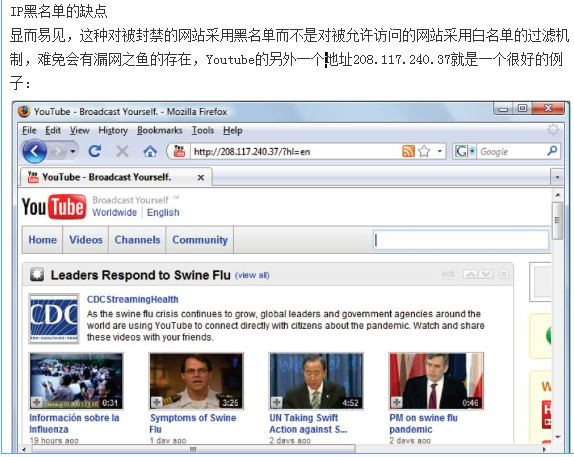 IP黑名单的缺点
显而易见，这种对被封禁的网站采用黑名单而不是对被允许访问的网站采用白名单的过滤机
制，难免会有漏网之鱼的存在，Youtube的另外一个地址208.117.240.37就是一个很好的例
子：
YouTube - Broadcast Yourself. - Mozilla Firefox
File Edit View History Bookmarks Tools Help
http://208.117.240.37/?hl=en
Google
YouTube - Broadcast Yourself.
YouTube
Broadcast Yourself ™
Worldwide English
Home Videos Channels Community
Leaders Respond to Swine Flu (view all)
edit
CDC
CDCStreamingHealth
As the swine flu crisis continues to grow, global leaders and government agencies around the
world are using YouTube to connect directly with citizens about the pandemic. Watch and share
these videos with your friends.
0:31 3:25 4:52 0:46
Información sobre la
Influenza
19 hours ago
Symptoms of Swine
Flu
1 day ago
UN Taking Swift
Action against S...
2 days ago
PM on swine flu
pandemic
2 days ago